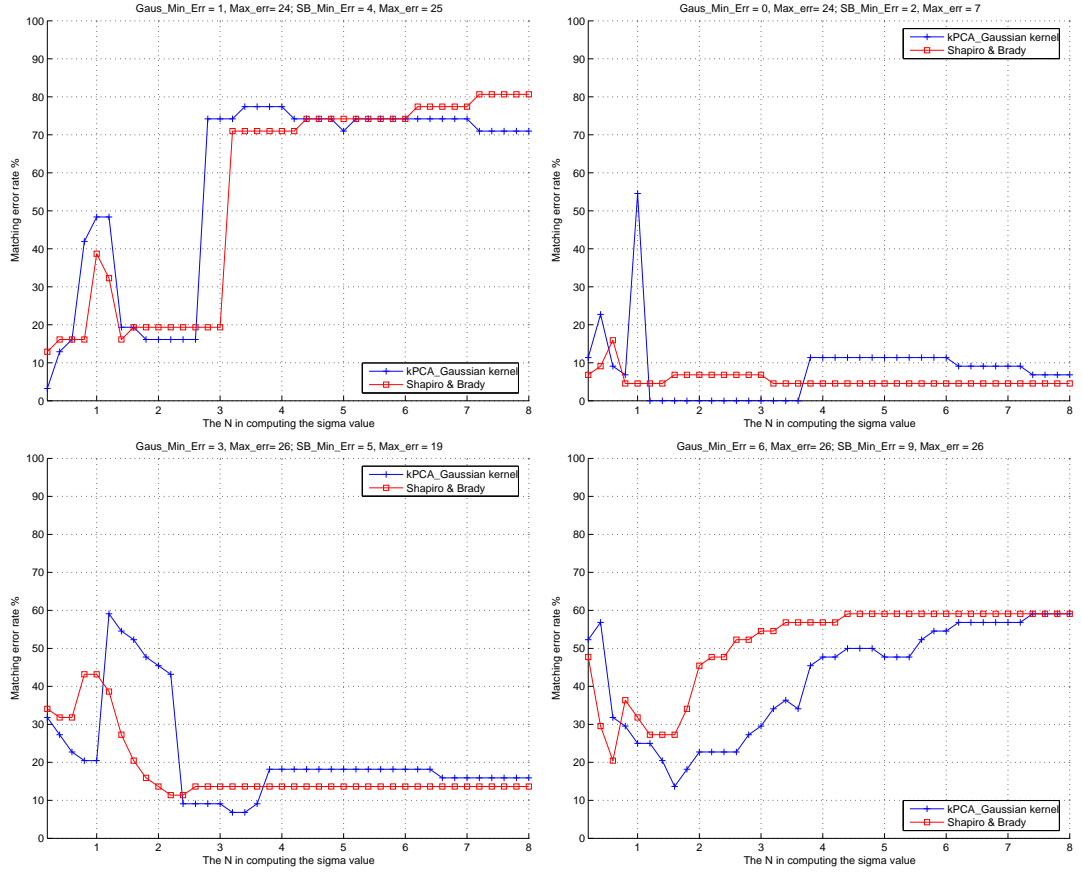 Gaus_Min_Err = 1, Max_err= 24; SB_Min_Err = 4, Max_err = 25
100
90
80
70
60
50
40
30
20
10
0
Matching error rate %
kPCA_Gaussian kernel
Shapiro & Brady
1 2 3 4 5 6 7 8
The N in computing the sigma value
Gaus_Min_Err = 0, Max_err= 24; SB_Min_Err = 2, Max_err = 7
100
90
80
70
60
50
40
30
20
10
0
Matching error rate %
kPCA_Gaussian kernel
Shapiro & Brady
1 2 3 4 5 6 7 8
The N in computing the sigma value
Gaus_Min_Err = 3, Max_err= 26; SB_Min_Err = 5, Max_err = 19
100
90
80
70
60
50
40
30
20
10
0
Matching error rate %
kPCA_Gaussian kernel
Shapiro & Brady
1 2 3 4 5 6 7 8
The N in computing the sigma value
Gaus_Min_Err = 6, Max_err= 26; SB_Min_Err = 9, Max_err = 26
100
90
80
70
60
50
40
30
20
10
0
Matching error rate %
kPCA_Gaussian kernel
Shapiro & Brady
1 2 3 4 5 6 7 8
The N in computing the sigma value